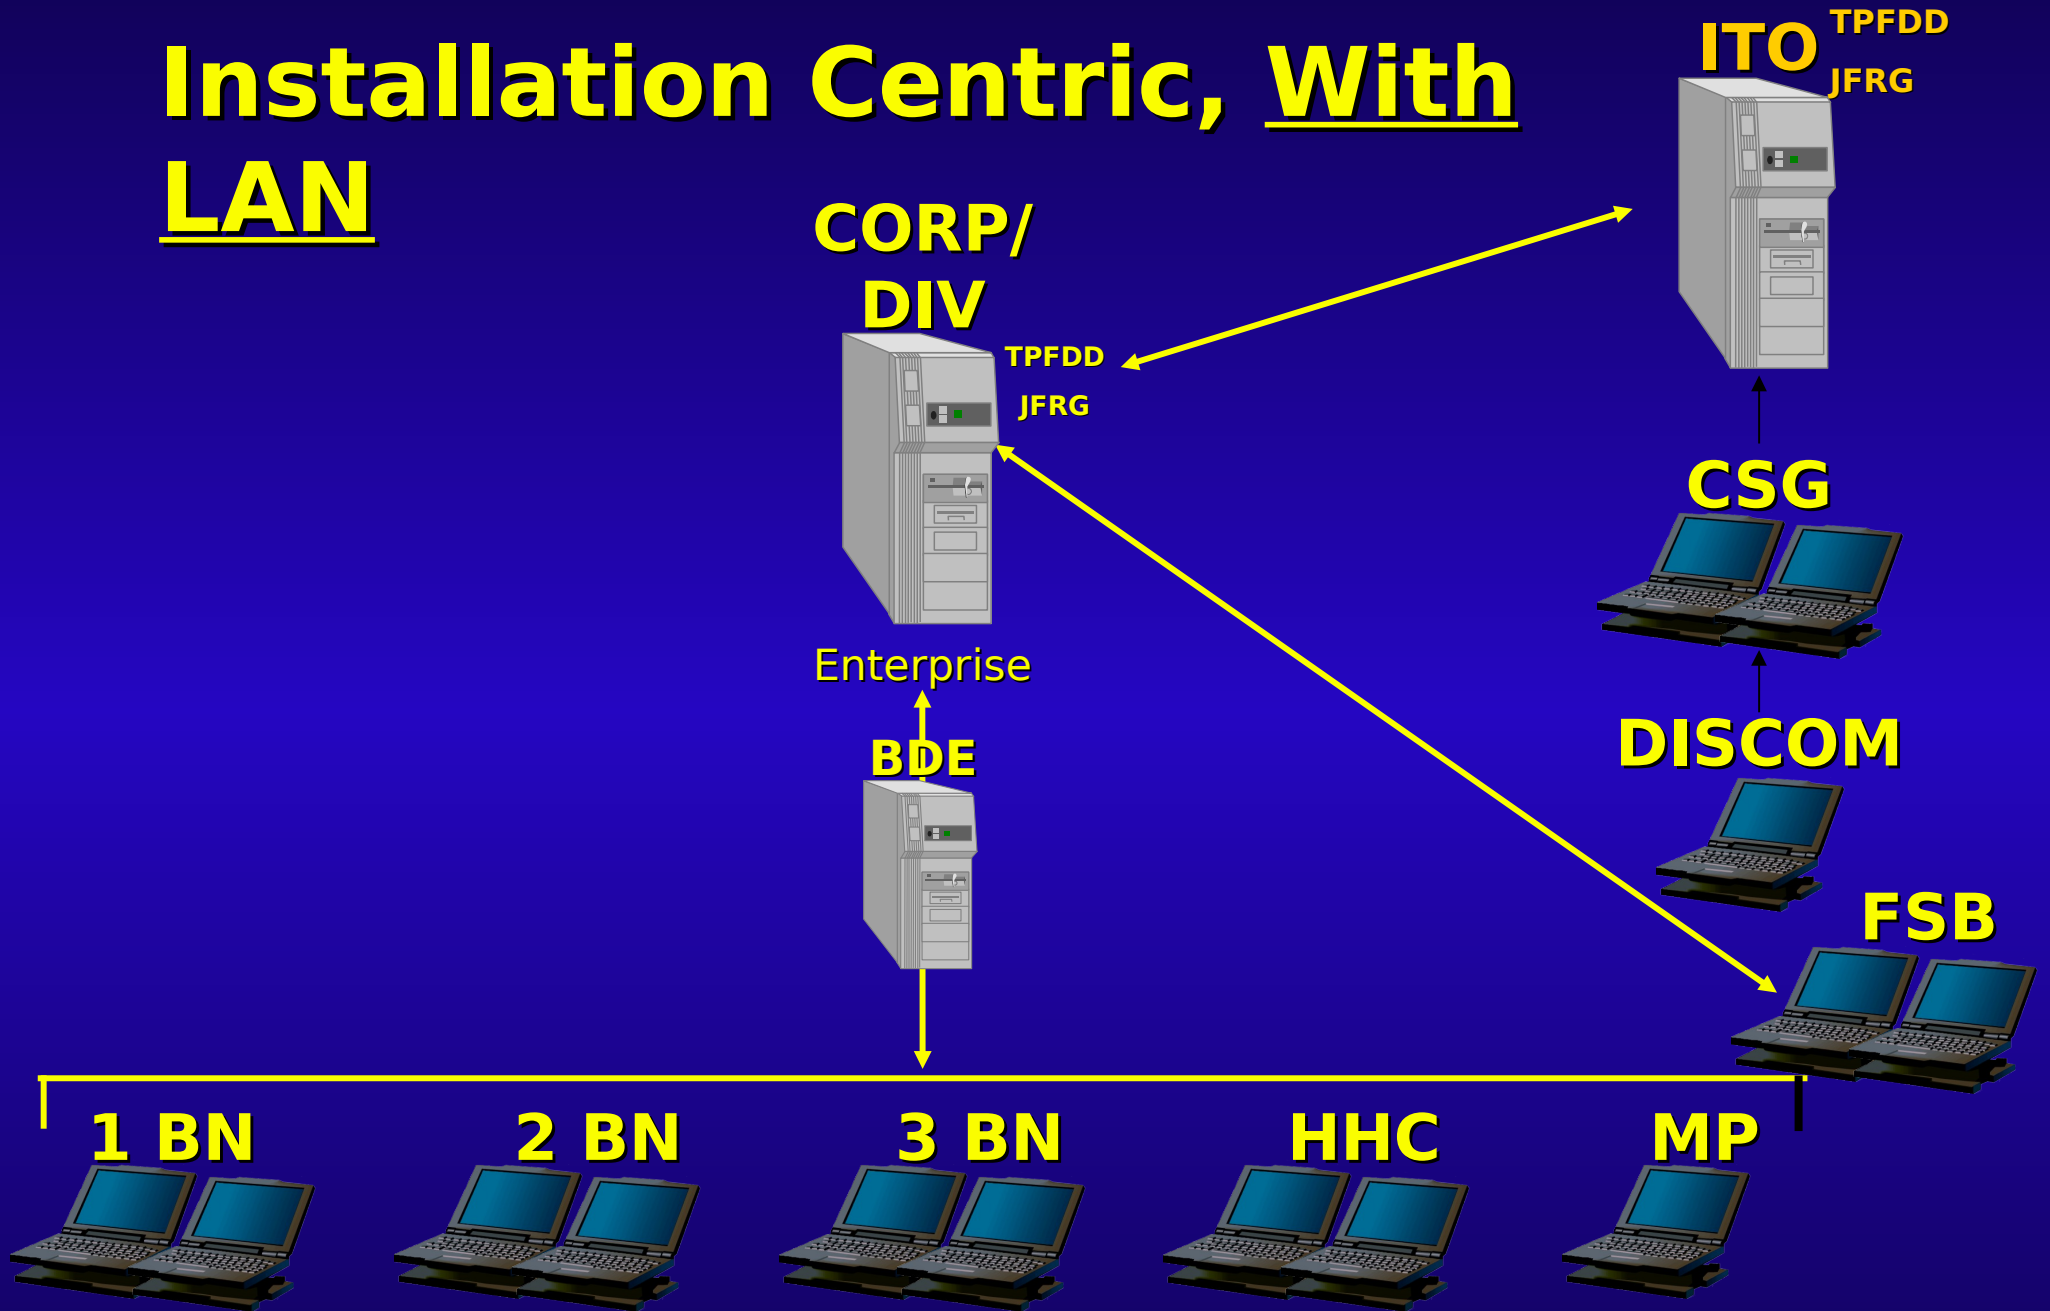 Installation Centric, With
LAN
ITO
TPFDD
JFRG
CORP/
DIV
TPFDD
JFRG
CSG
Enterprise
BDE
DISCOM
FSB
1 BN
2 BN
3 BN
HHC
MP